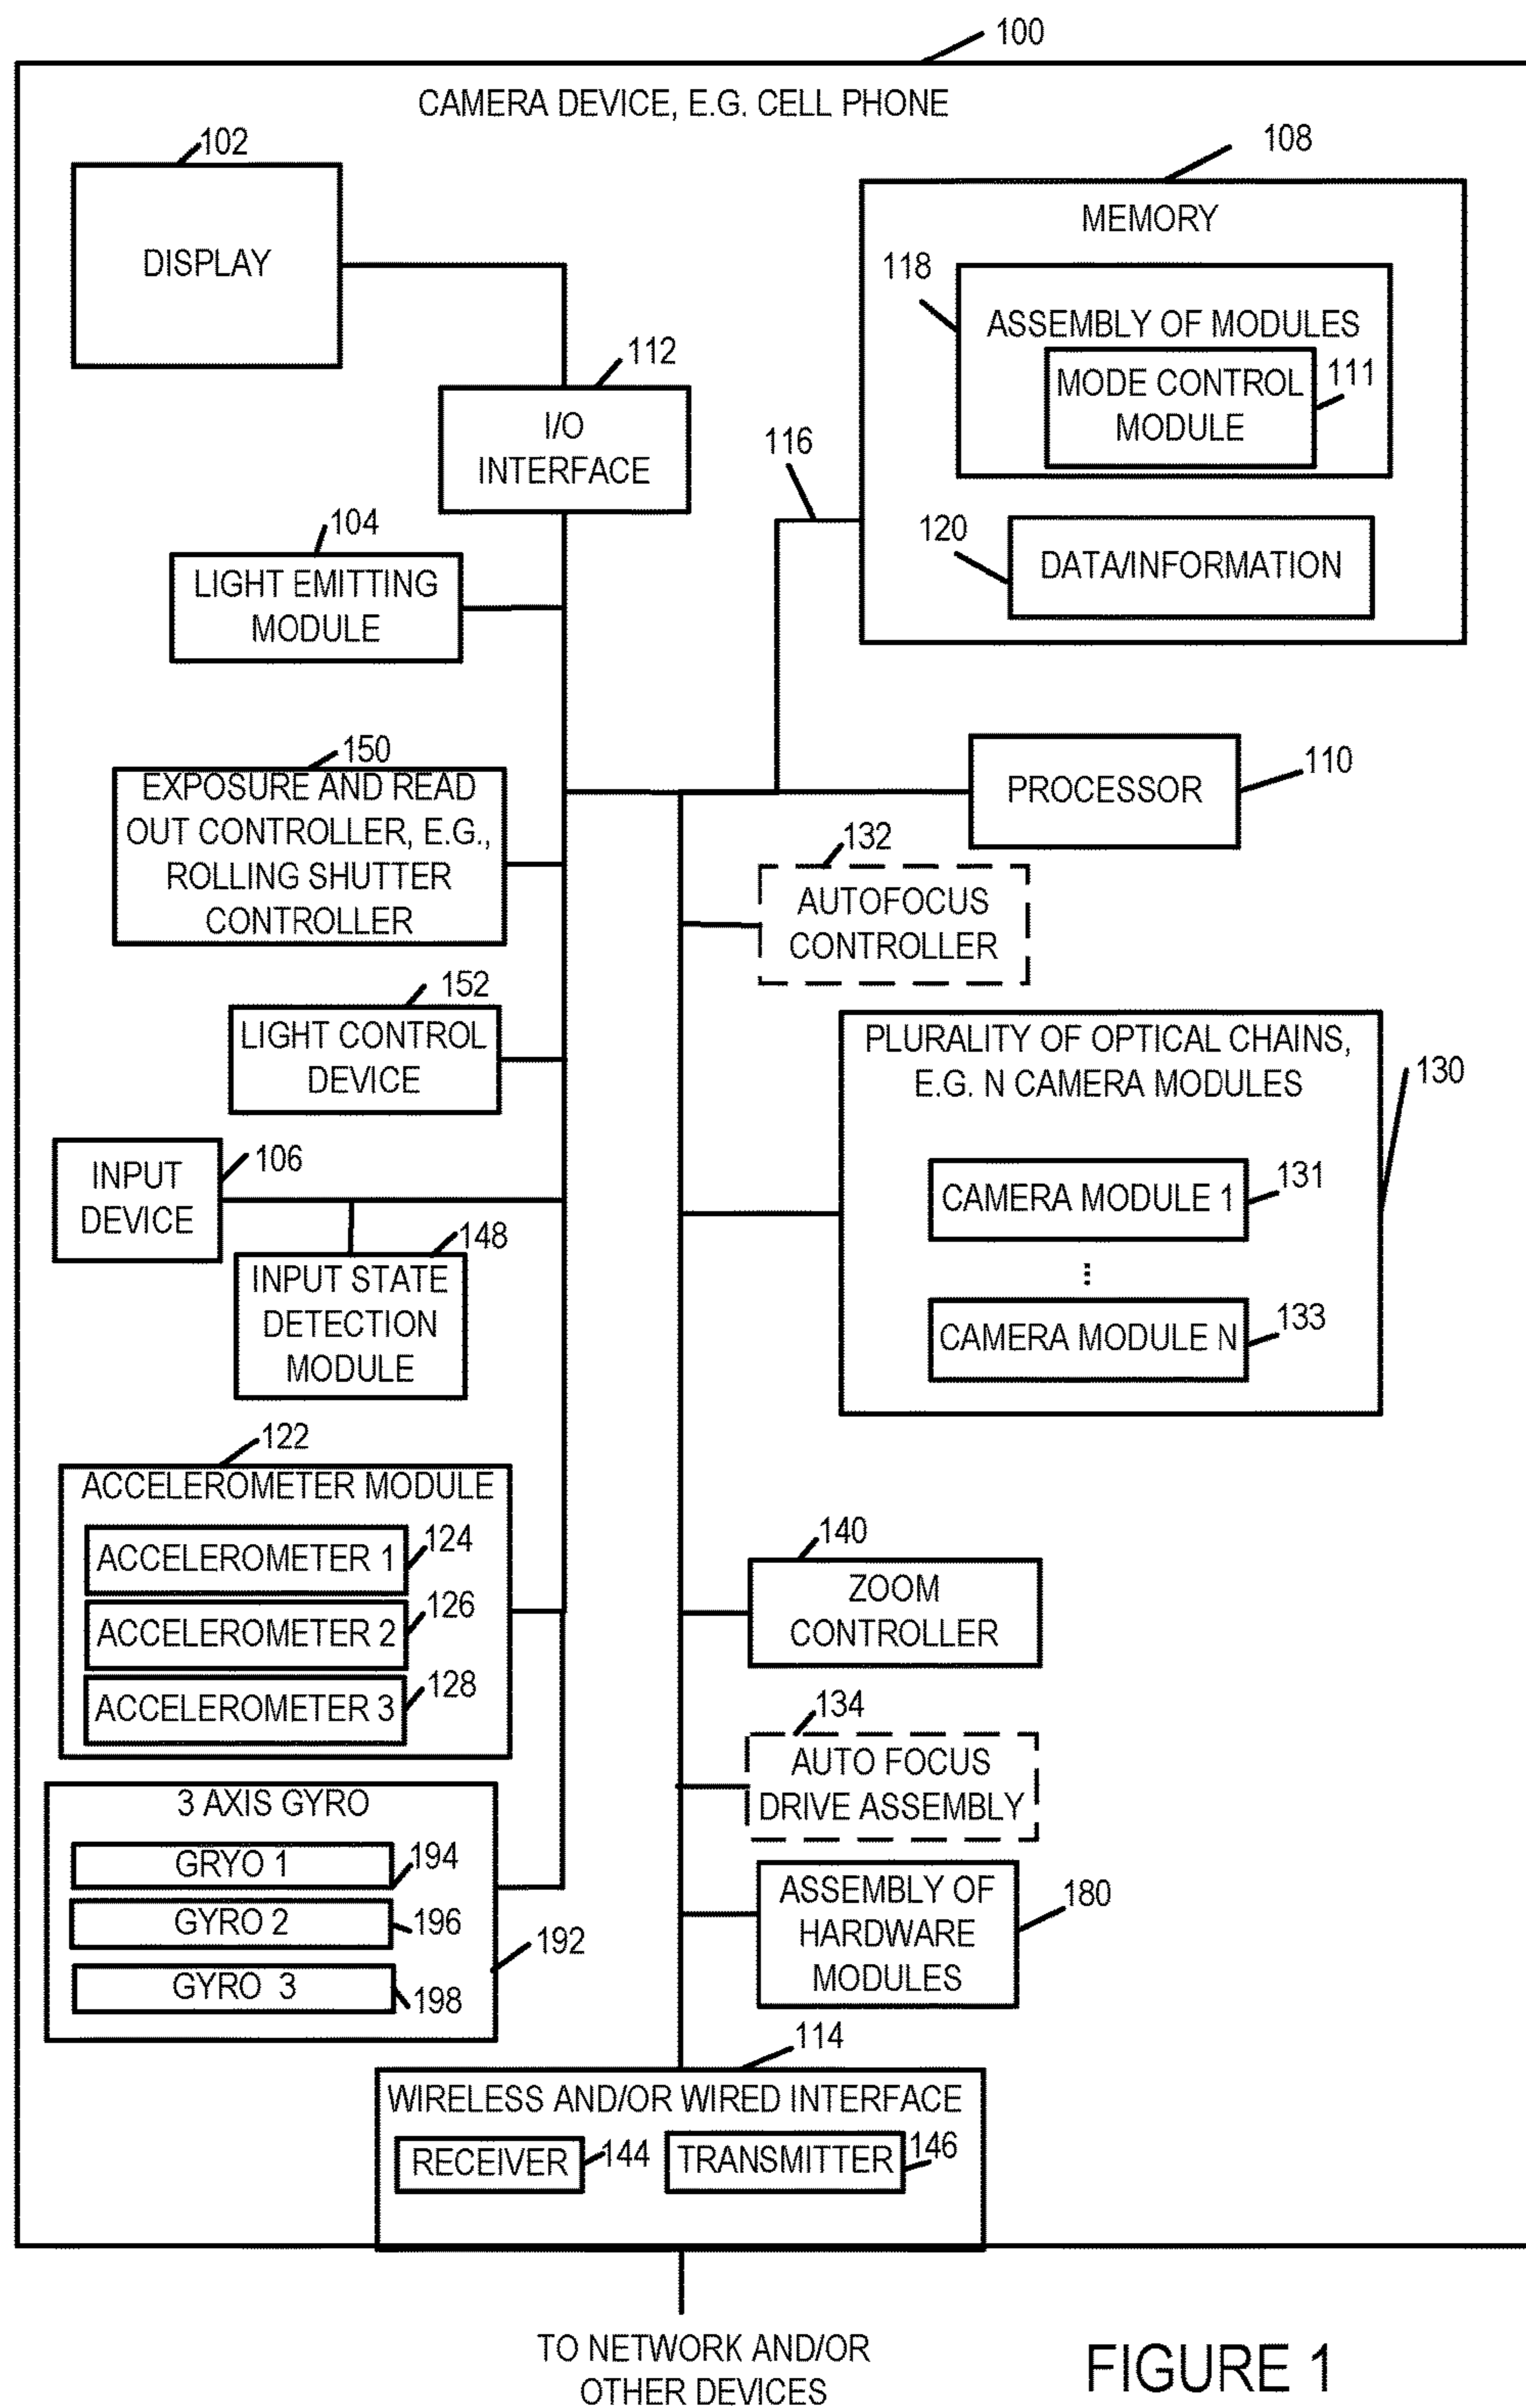 100
CAMERA DEVICE, E.G. CELL PHONE
102
DISPLAY
108
MEMORY
118
ASSEMBLY OF MODULES
MODE CONTROL
MODULE
111
112
I/O
INTERFACE
116
120
DATA/INFORMATION
104
LIGHT EMITTING
MODULE
150
EXPOSURE AND READ
OUT CONTROLLER, E.G.,
ROLLING SHUTTER
CONTROLLER
PROCESSOR
110
132
AUTOFOCUS
CONTROLLER
152
LIGHT CONTROL
DEVICE
PLURALITY OF OPTICAL CHAINS,
E.G. N CAMERA MODULES
130
CAMERA MODULE 1
131
...
CAMERA MODULE N
133
INPUT
DEVICE
106
148
INPUT STATE
DETECTION
MODULE
122
ACCELEROMETER MODULE
ACCELEROMETER 1
124
ACCELEROMETER 2
126
ACCELEROMETER 3
128
140
ZOOM
CONTROLLER
134
AUTO FOCUS
DRIVE ASSEMBLY
3 AXIS GYRO
GRYO 1
194
GYRO 2
196
GYRO 3
198
192
ASSEMBLY OF
HARDWARE
MODULES
180
114
WIRELESS AND/OR WIRED INTERFACE
RECEIVER
144
TRANSMITTER
146
TO NETWORK AND/OR
OTHER DEVICES
FIGURE 1